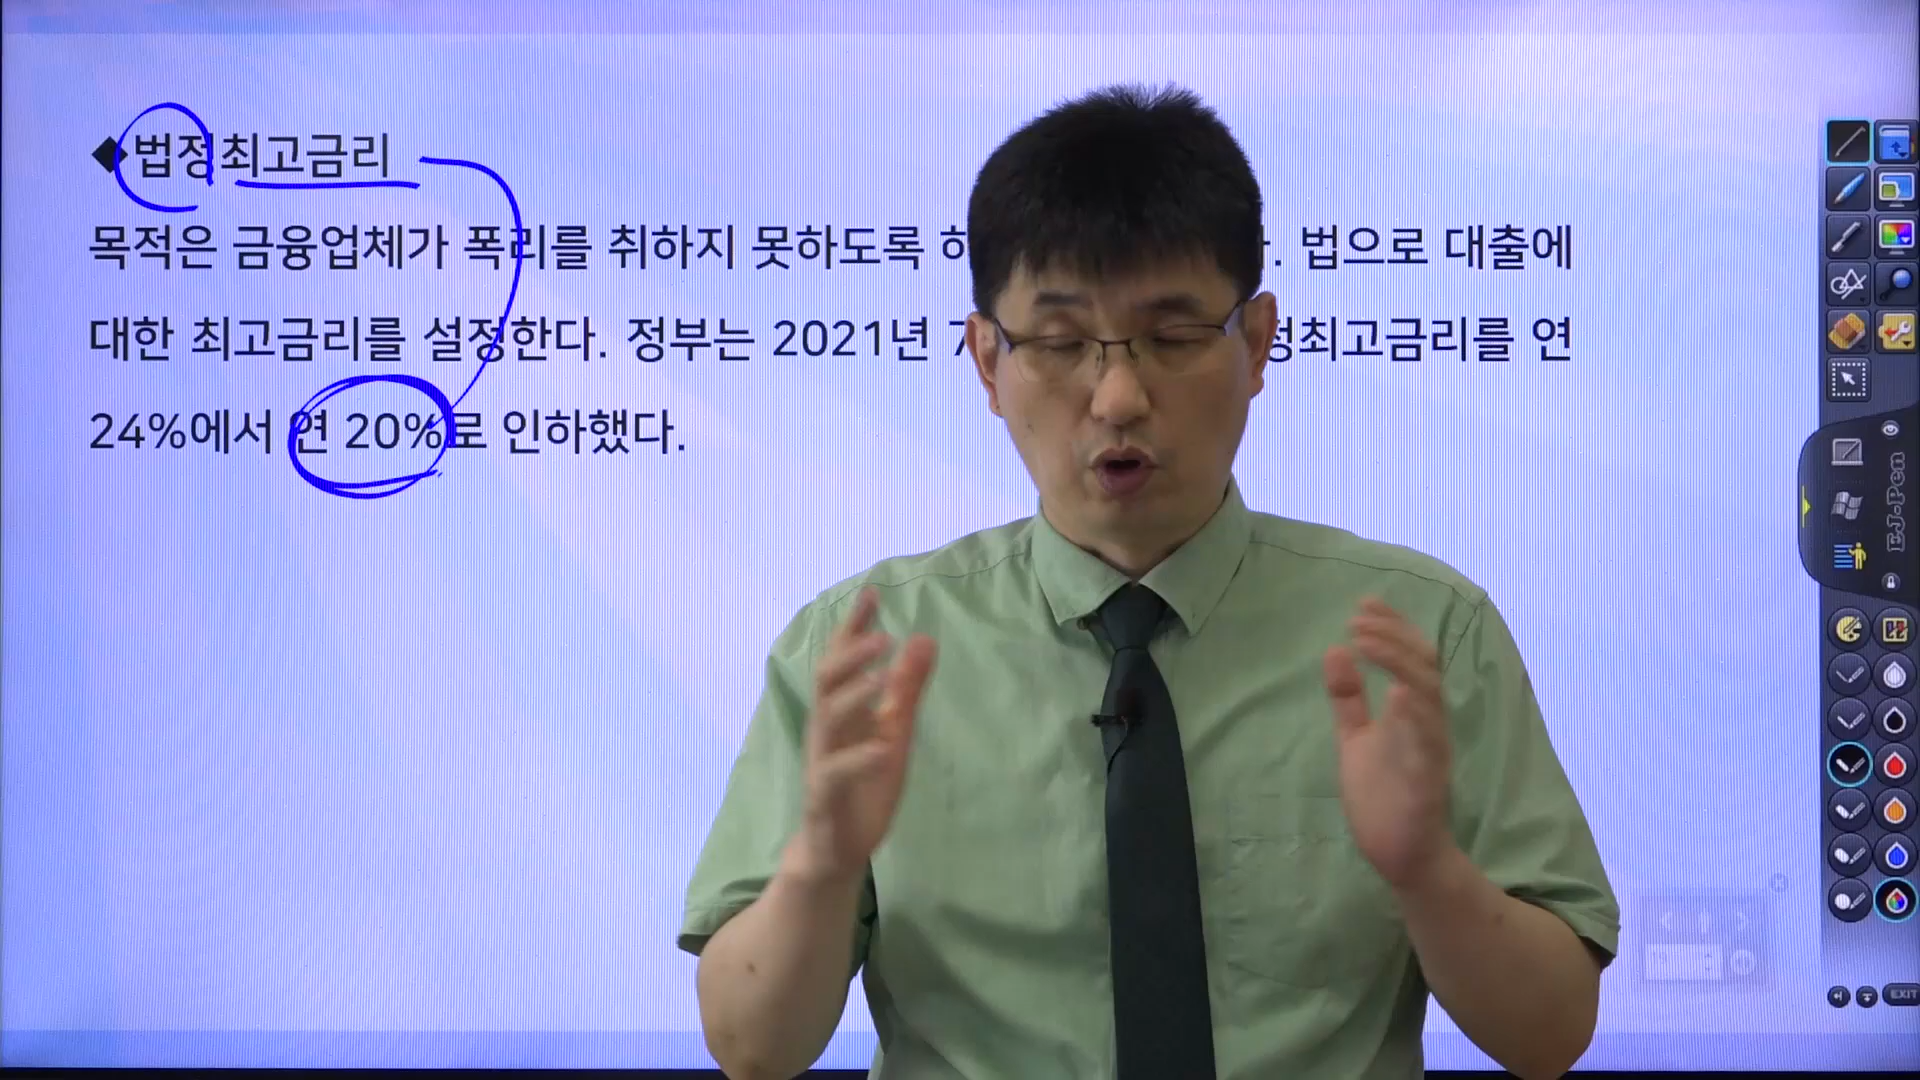 ◆법정최고금리
목적은 금융업체가 폭리를 취하지 못하도록 . 법으로 대출에
대한 최고금리를 설정한다. 정부는 2021년 최고금리를 연
24%에서 연 20%로 인하했다.
EJ-Pen
EXIT